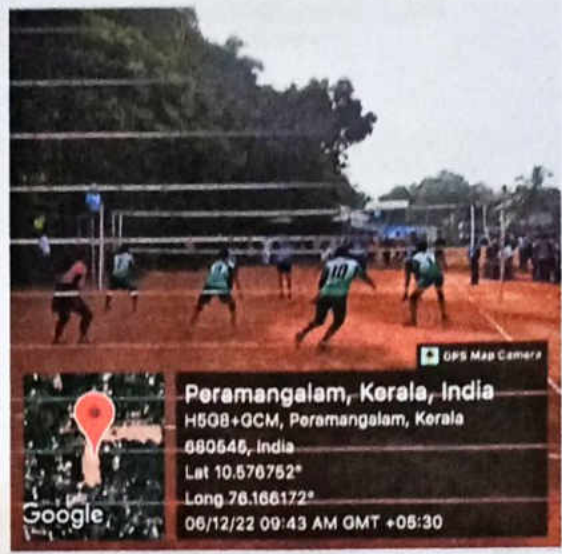 10
GPS Map Camera
Peramangalam, Kerala, India
H5G8+GCM, Peramangalam, Kerala
680545, India
Lat 10.576752°
Long 76.166172°
06/12/22 09:43 AM GMT +05:30
Google